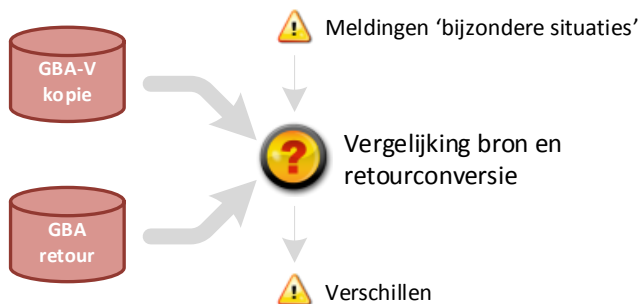 Meldingen ‘bijzondere situaties’
GBA-V
kopie
?
Vergelijking bron en
retourconversie
GBA
retour
Verschillen